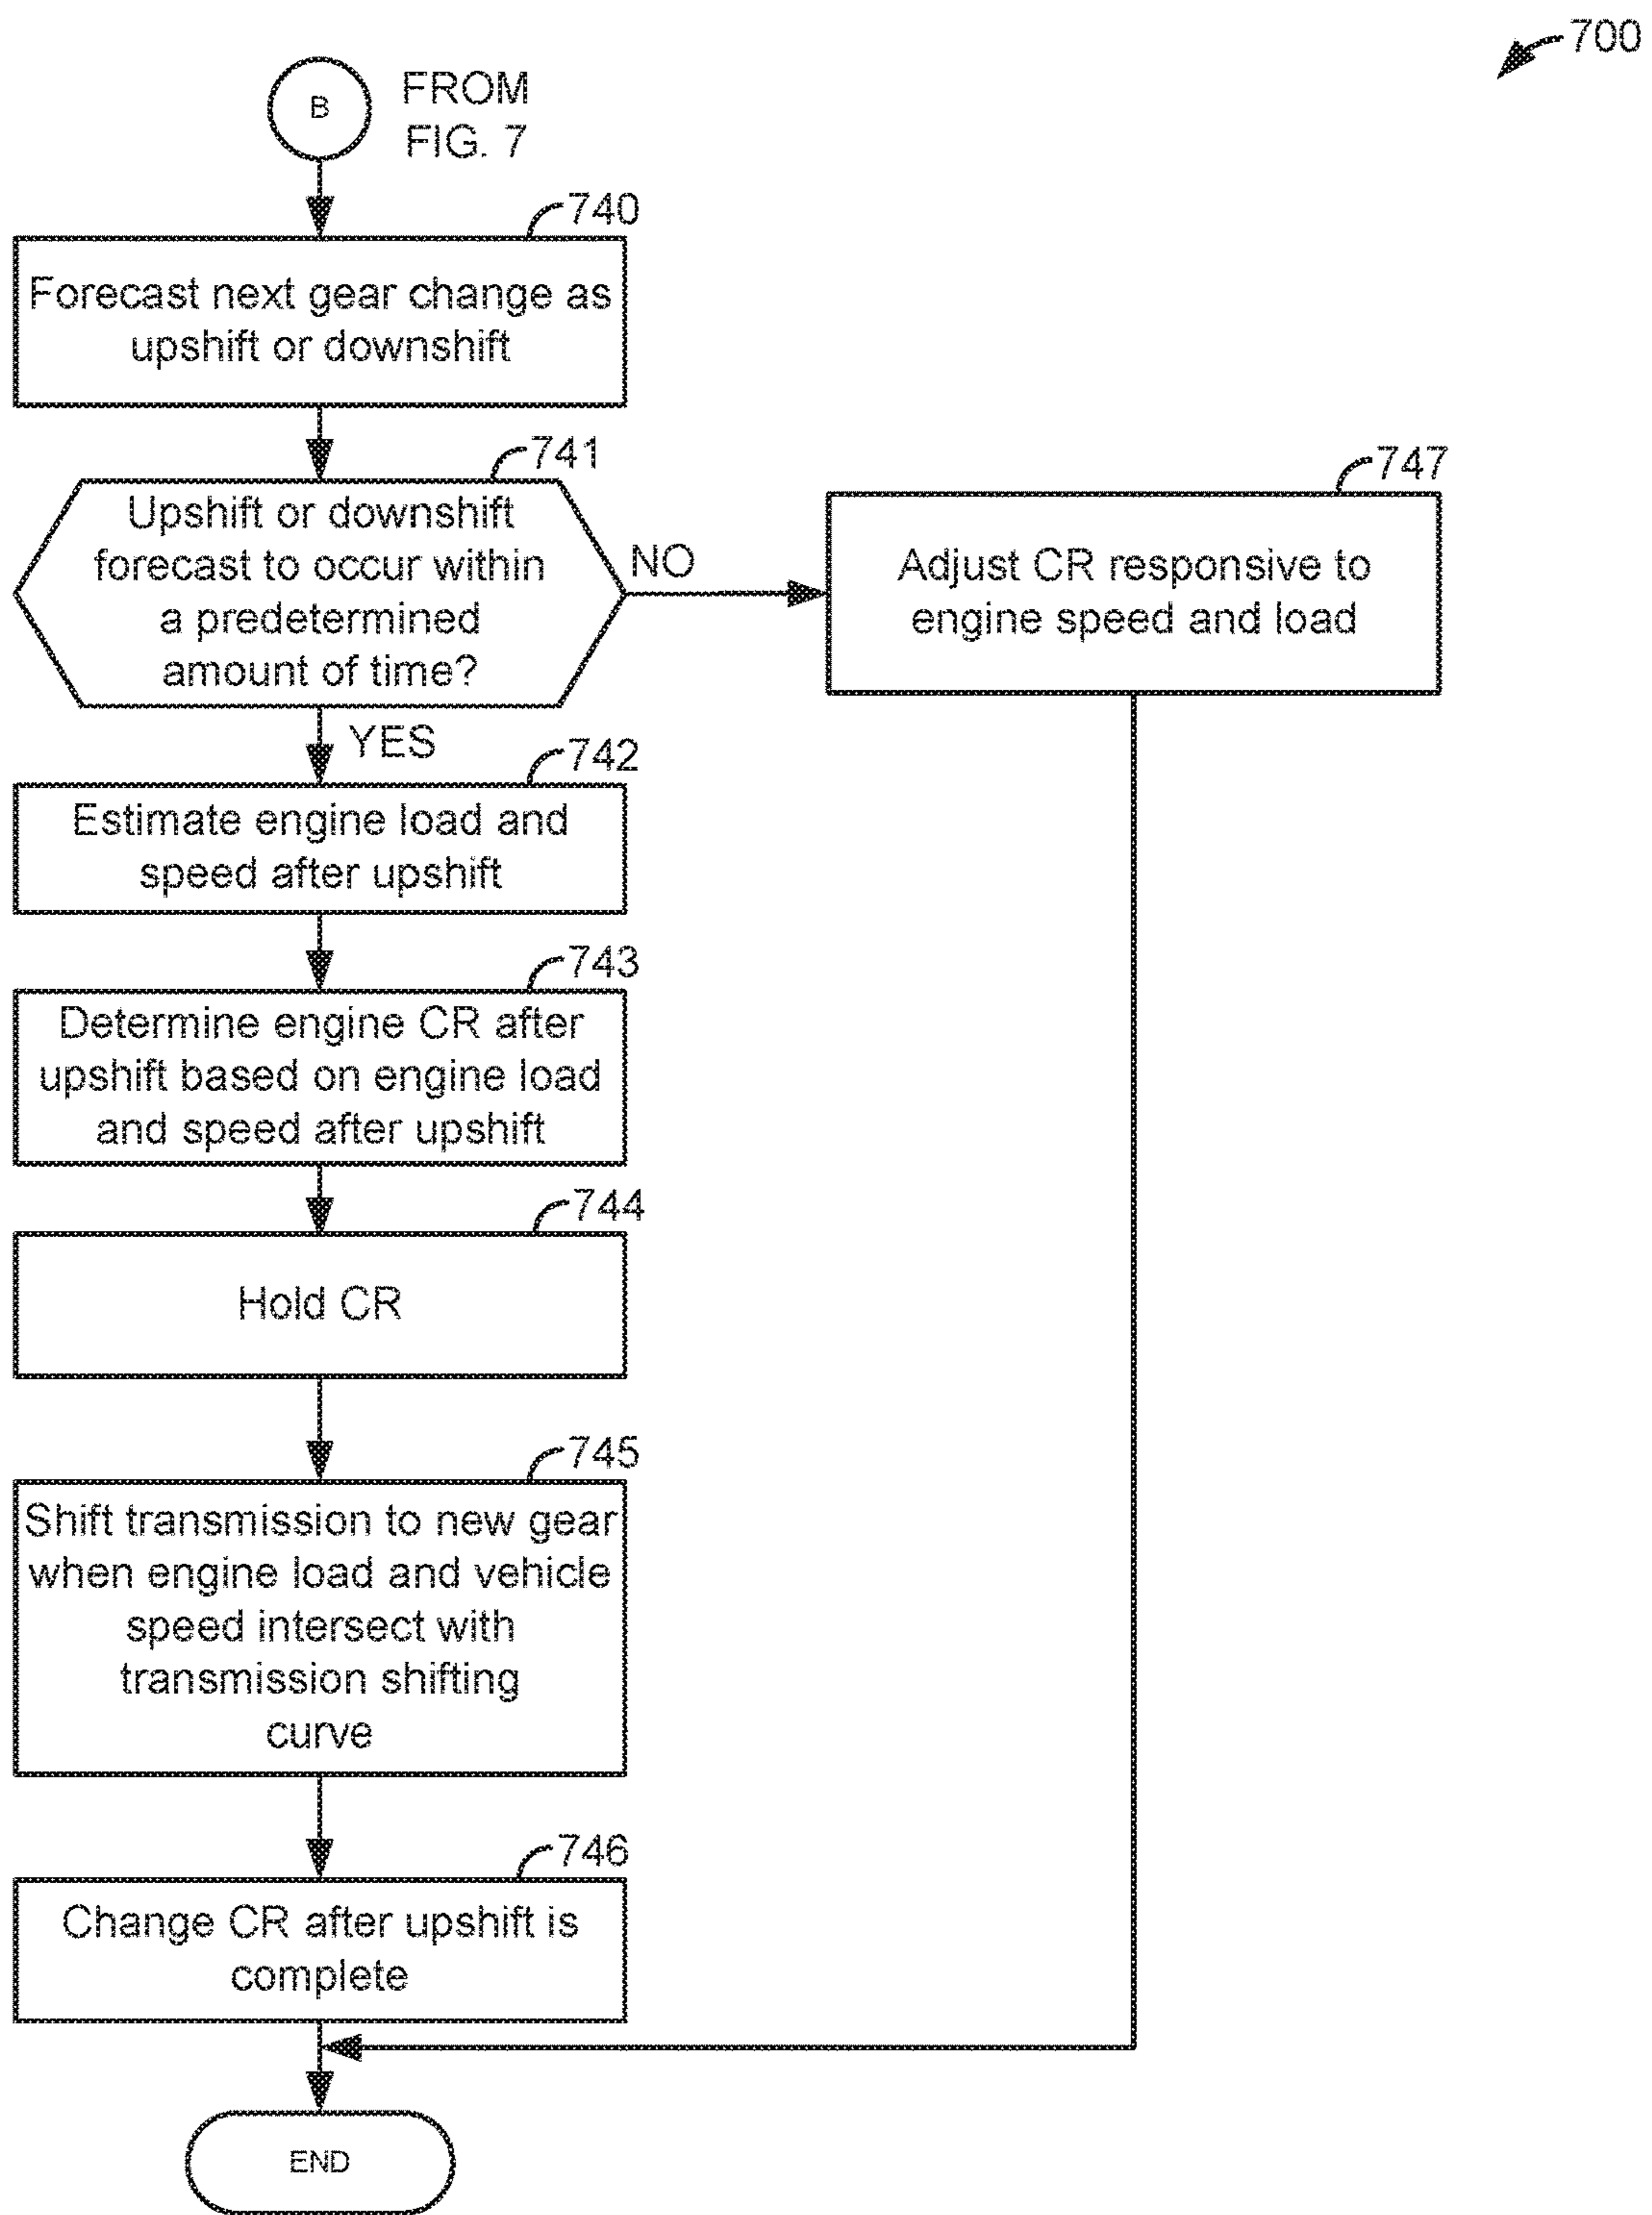 700
B
FROM
FIG. 7
740
Forecast next gear change as
upshift or downshift
741
Upshift or downshift
forecast to occur within
a predetermined
amount of time?
NO
747
Adjust CR responsive to
engine speed and load
YES
742
Estimate engine load and
speed after upshift
743
Determine engine CR after
upshift based on engine load
and speed after upshift
744
Hold CR
745
Shift transmission to new gear
when engine load and vehicle
speed intersect with
transmission shifting
curve
746
Change CR after upshift is
complete
END